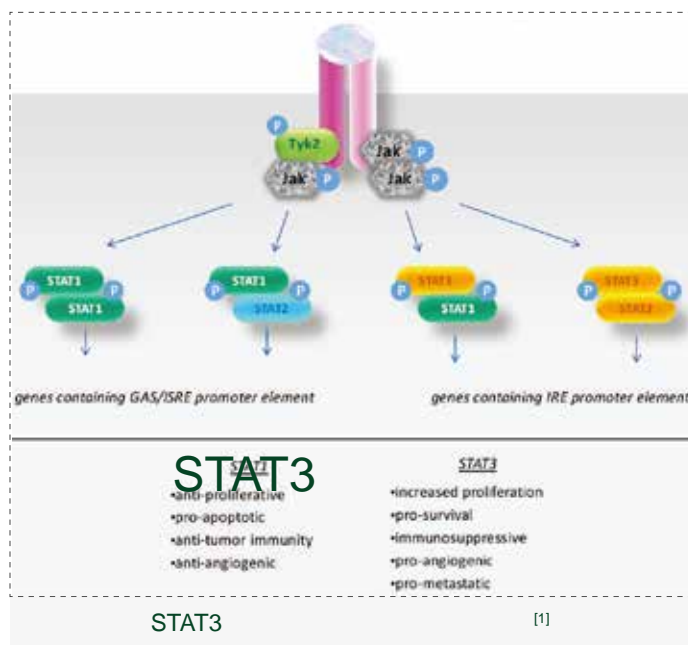 P
Tyk2
Jak P
Jak P
Jak P
STAT1 STAT1 STAT3
P P P P P P P P
STAT1 STAT2 STAT1
genes containing GAS/ISRE promoter element genes containing IRE promoter element
STAT3
STAT3
•anti-proliferative
•pro-apoptotic
•anti-tumor immunity
•anti-angiogenic
•increased proliferation
•pro-survival
•immunosuppressive
•pro-angiogenic
•pro-metastatic
STAT3 [1]